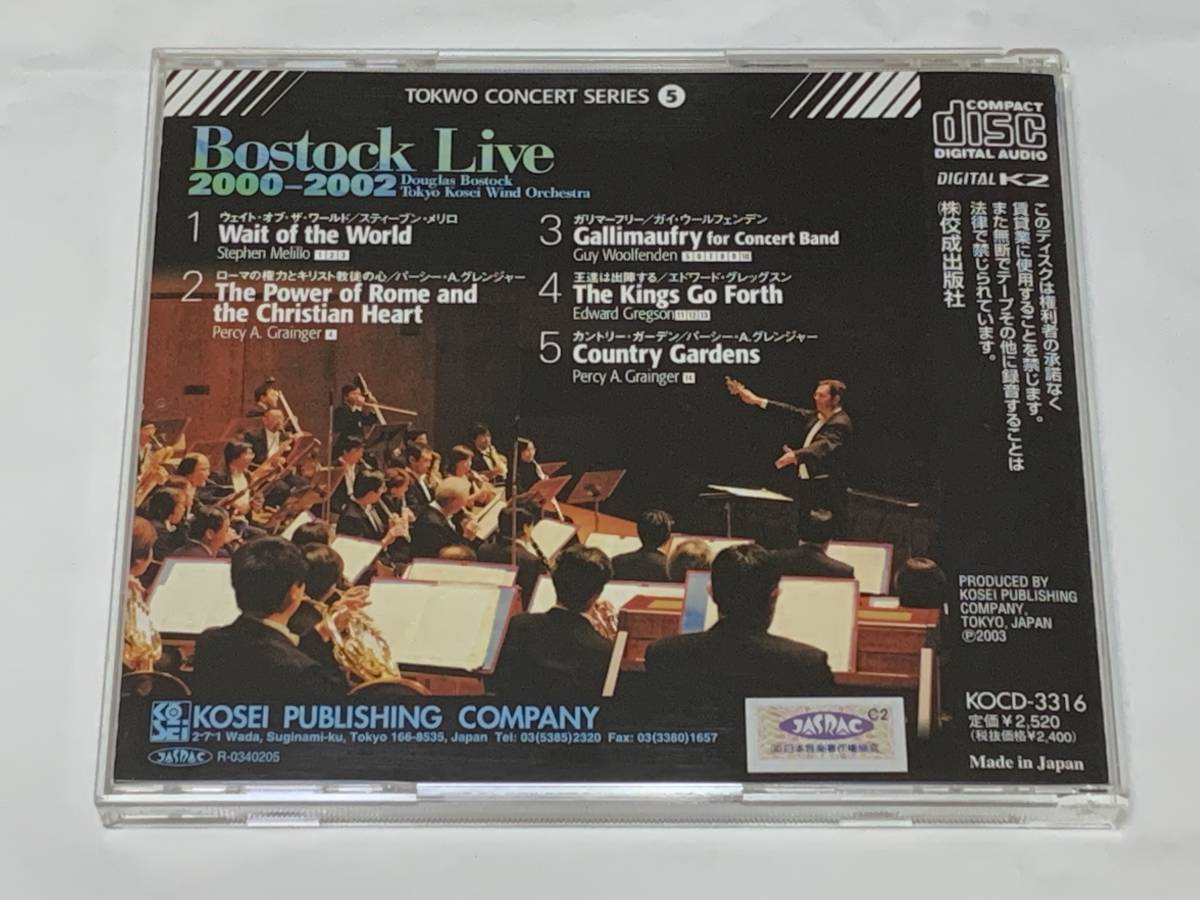 TOKWO CONCERT SERIES 5
Bostock Live
2000–2002 Douglas Bostock
Tokyo Kosei Wind Orchestra
1 ウェイト・オブ・ザ・ワールド／スティーブン・メリロ
Wait of the World
Stephen Melillo 1 2 3
2 ローマの権力とキリスト教徒の心／パーシー・A.グレンジャー
The Power of Rome and
the Christian Heart
Percy A. Grainger 4
3 ガリマーフリー／ガイ・ウールフェンデン
Gallimaufry for Concert Band
Guy Woolfenden 5 6 7 8 9 10
4 王達は出陣する／エドワード・グレッグスン
The Kings Go Forth
Edward Gregson 11 12 13
5 カントリー・ガーデン／パーシー・A.グレンジャー
Country Gardens
Percy A. Grainger 14
COMPACT
disc
DIGITAL AUDIO
DIGITAL K2
このディスクは権利者の承諾なく
賃貸業に使用することを禁じます。
また無断でテープその他に録音することは
法律で禁じられています。
㈱佼成出版社
PRODUCED BY
KOSEI PUBLISHING
COMPANY,
TOKYO, JAPAN
℗2003
KOCD-3316
定価￥2,520
（税抜価格￥2,400）
Made in Japan
KOSEI KOSEI PUBLISHING COMPANY
2-7-1 Wada, Suginami-ku, Tokyo 166-8535, Japan Tel: 03(5385)2320 Fax: 03(3380)1657
JASRAC R-0340205
JASRAC C2